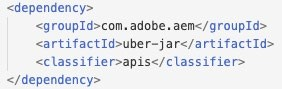 <dependency>
    <groupId>com.adobe.aem</groupId>
    <artifactId>uber-jar</artifactId>
    <classifier>apis</classifier>
</dependency>